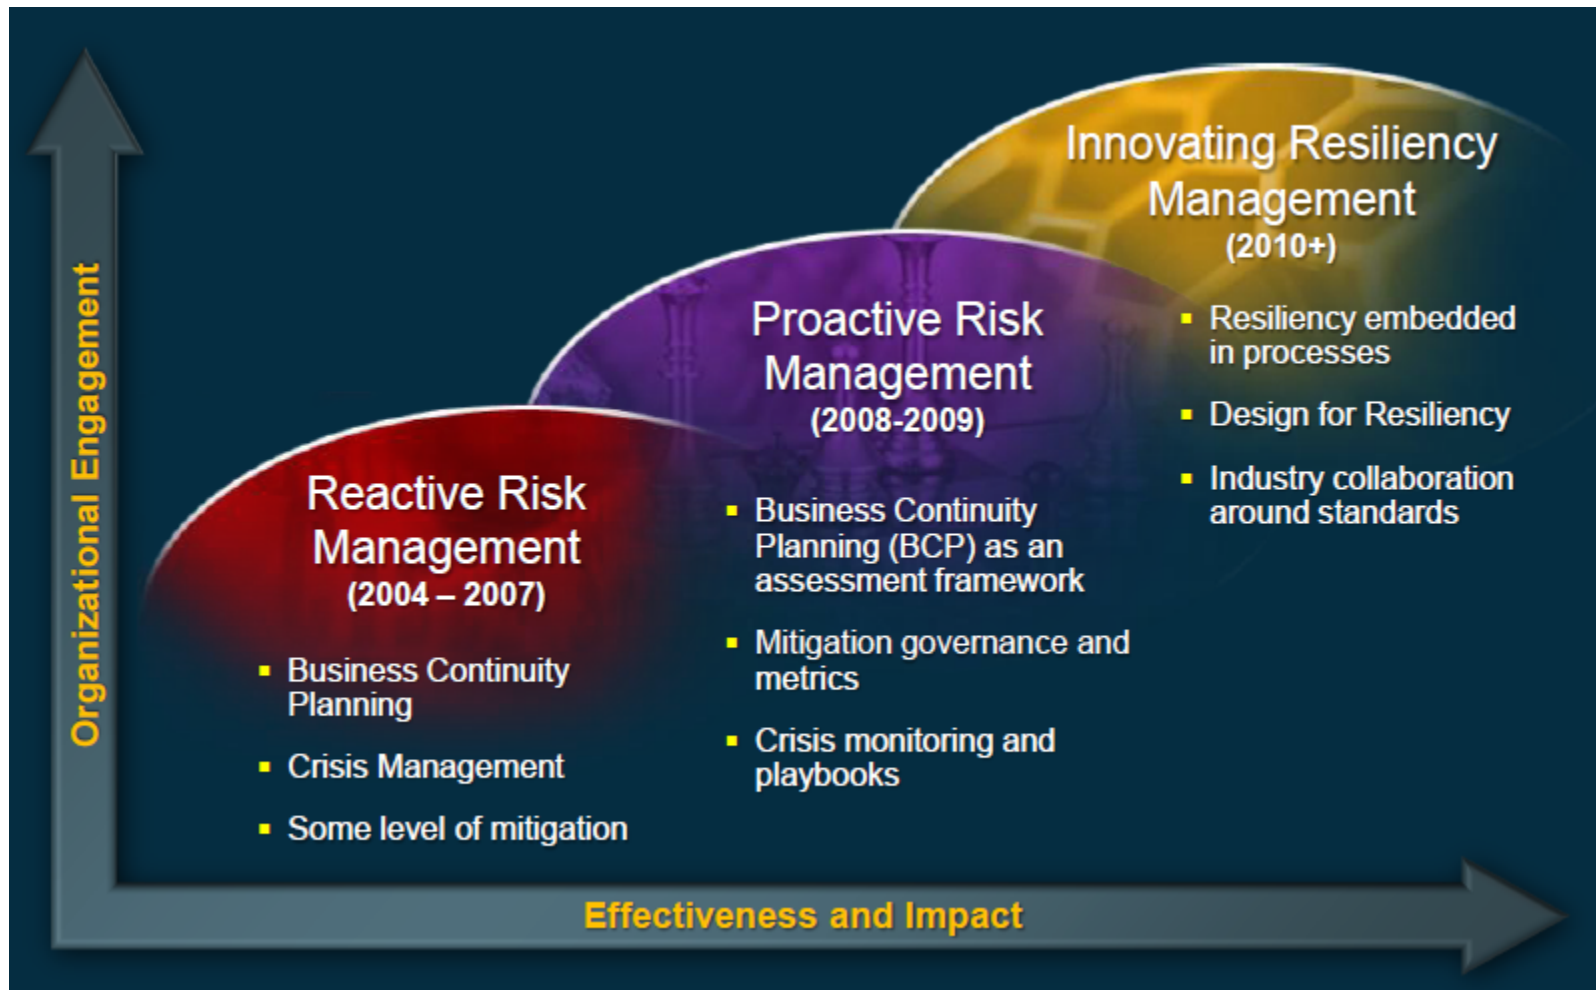 Organizational Engagement
Reactive Risk
Management
(2004 – 2007)
▪ Business Continuity
Planning
▪ Crisis Management
▪ Some level of mitigation
Proactive Risk
Management
(2008-2009)
▪ Business Continuity
Planning (BCP) as an
assessment framework
▪ Mitigation governance and
metrics
▪ Crisis monitoring and
playbooks
Innovating Resiliency
Management
(2010+)
▪ Resiliency embedded
in processes
▪ Design for Resiliency
▪ Industry collaboration
around standards
Effectiveness and Impact